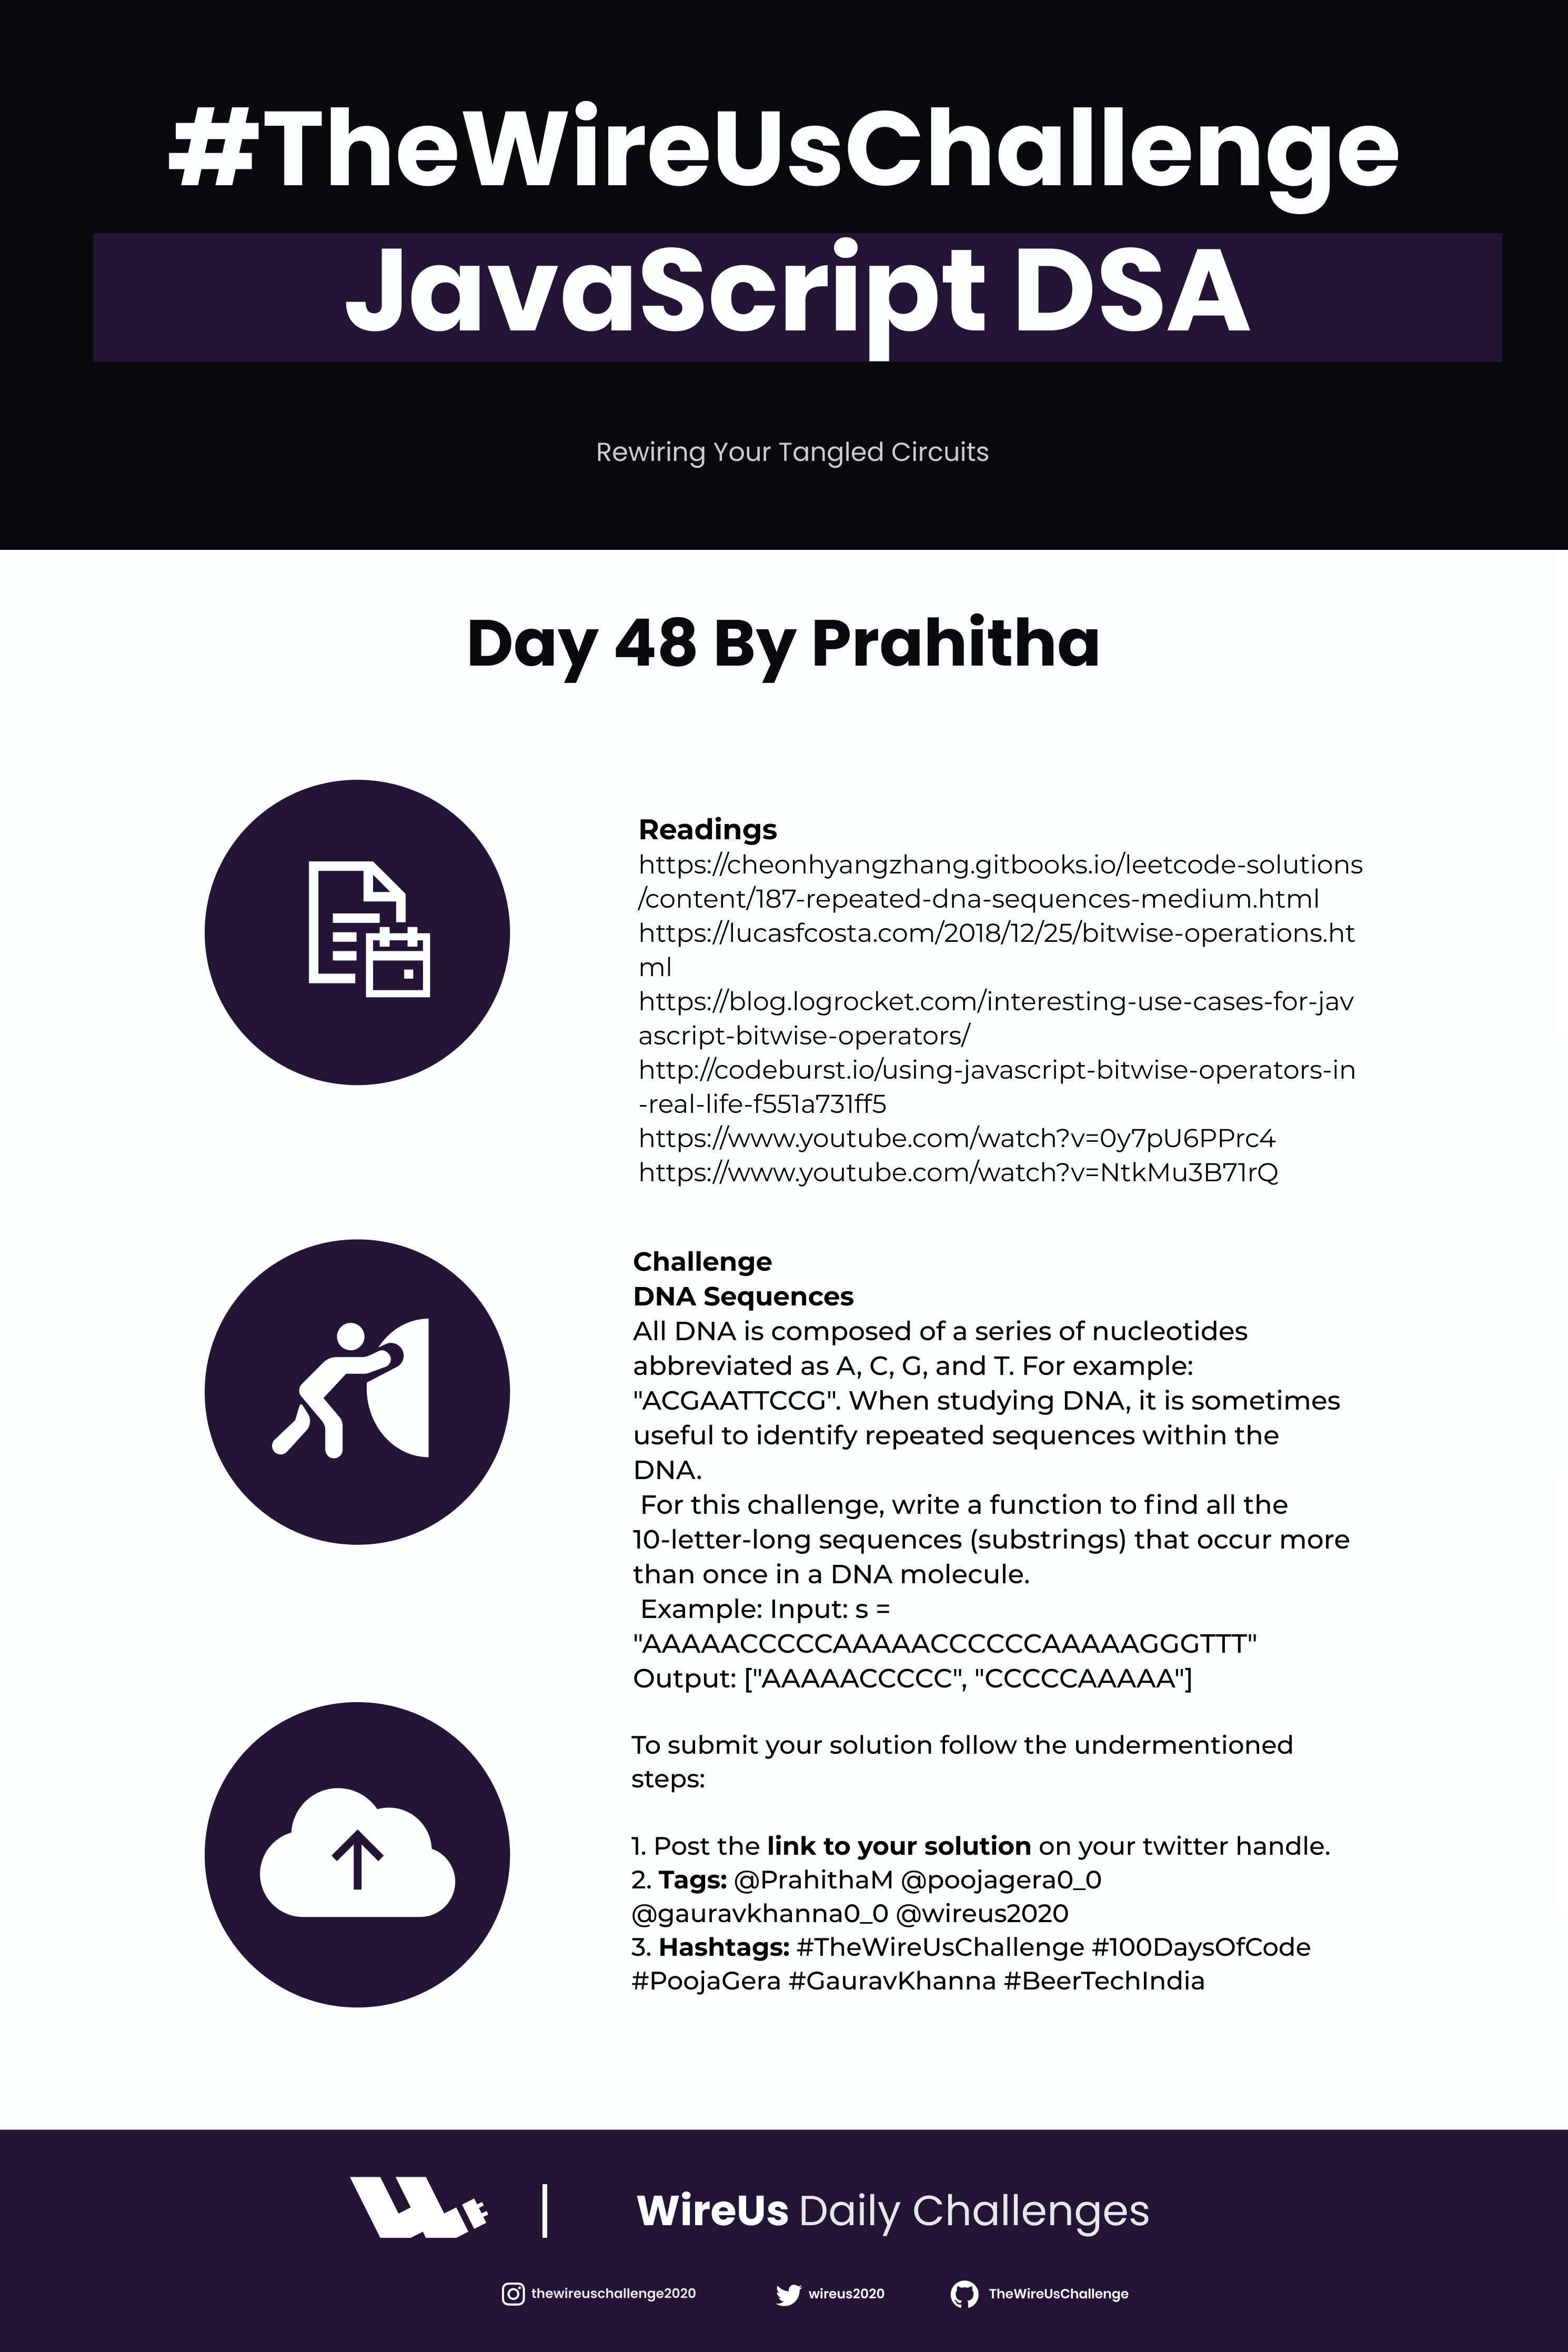 #TheWireUsChallenge
JavaScript DSA
Rewiring Your Tangled Circuits
Day 48 By Prahitha
Readings
https://cheonhyangzhang.gitbooks.io/leetcode-solutions
/content/187-repeated-dna-sequences-medium.html
https://lucasfcosta.com/2018/12/25/bitwise-operations.ht
ml
https://blog.logrocket.com/interesting-use-cases-for-jav
ascript-bitwise-operators/
http://codeburst.io/using-javascript-bitwise-operators-in
-real-life-f551a731ff5
https://www.youtube.com/watch?v=0y7pU6PPrc4
https://www.youtube.com/watch?v=NtkMu3B71rQ
Challenge
DNA Sequences
All DNA is composed of a series of nucleotides
abbreviated as A, C, G, and T. For example:
"ACGAATTCCG". When studying DNA, it is sometimes
useful to identify repeated sequences within the
DNA.
For this challenge, write a function to find all the
10-letter-long sequences (substrings) that occur more
than once in a DNA molecule.
Example: Input: s =
"AAAAACCCCCAAAAACCCCCCAAAAAGGGTTT"
Output: ["AAAAACCCCC", "CCCCCAAAAA"]
To submit your solution follow the undermentioned
steps:
1. Post the link to your solution on your twitter handle.
2. Tags: @PrahithaM @poojagera0_0
@gauravkhanna0_0 @wireus2020
3. Hashtags: #TheWireUsChallenge #100DaysOfCode
#PoojaGera #GauravKhanna #BeerTechIndia
WireUs Daily Challenges
thewireuschallenge2020 wireus2020 TheWireUsChallenge